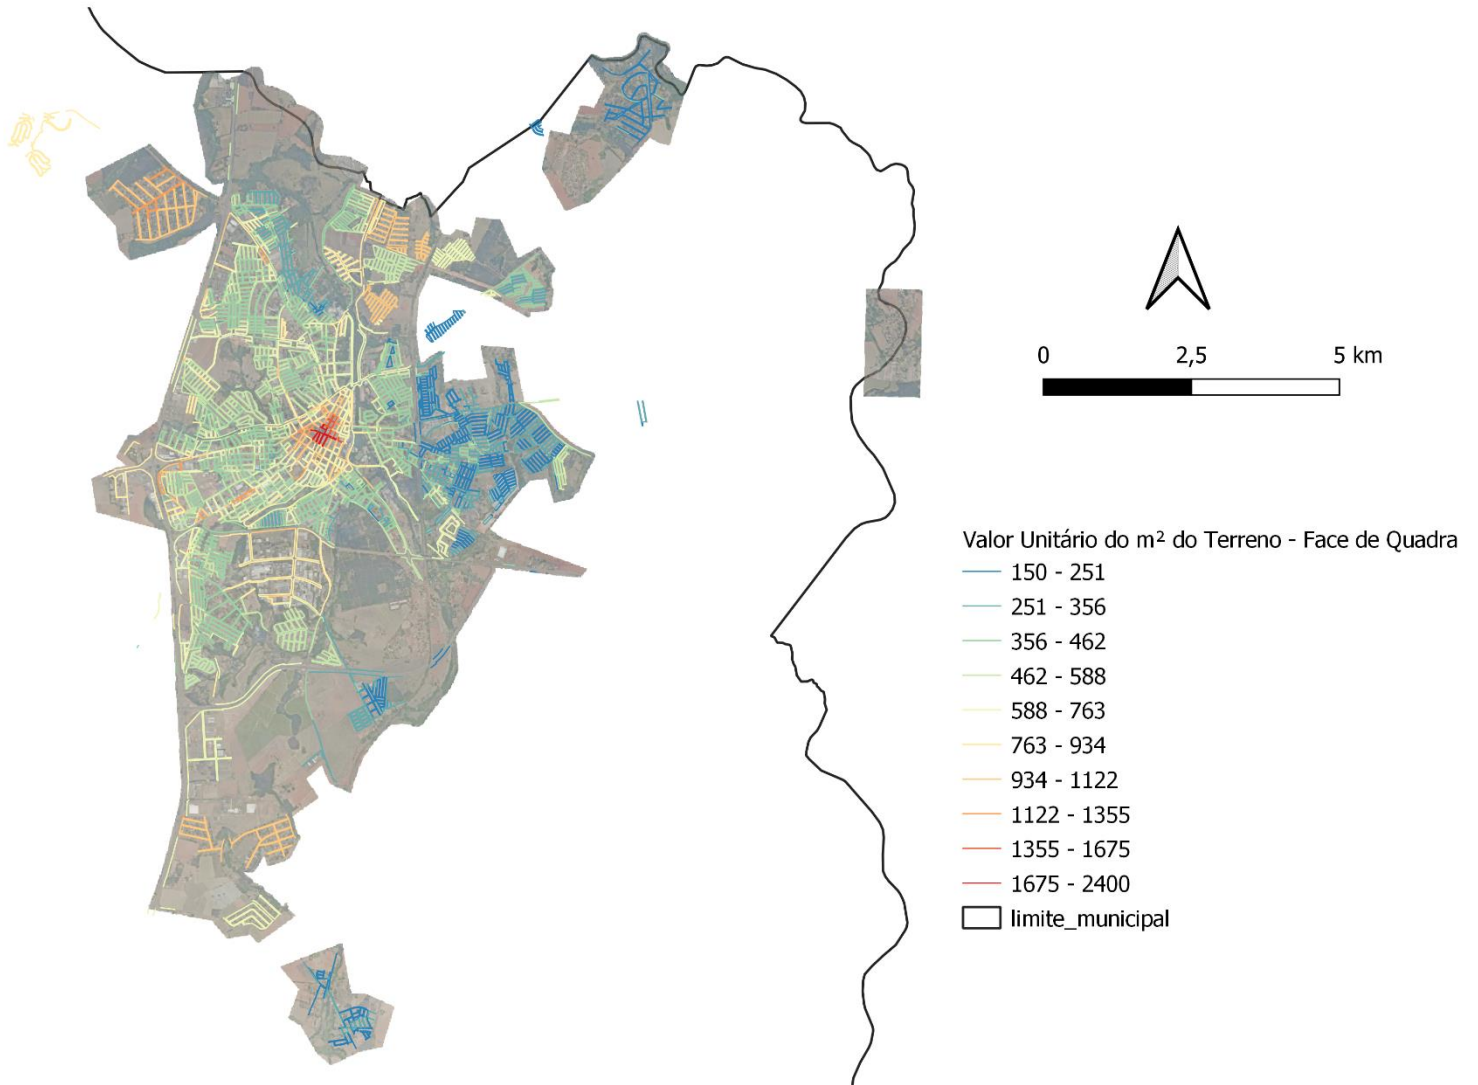 0 2,5 5 km
Valor Unitário do m² do Terreno - Face de Quadra
150 - 251
251 - 356
356 - 462
462 - 588
588 - 763
763 - 934
934 - 1122
1122 - 1355
1355 - 1675
1675 - 2400
limite_municipal